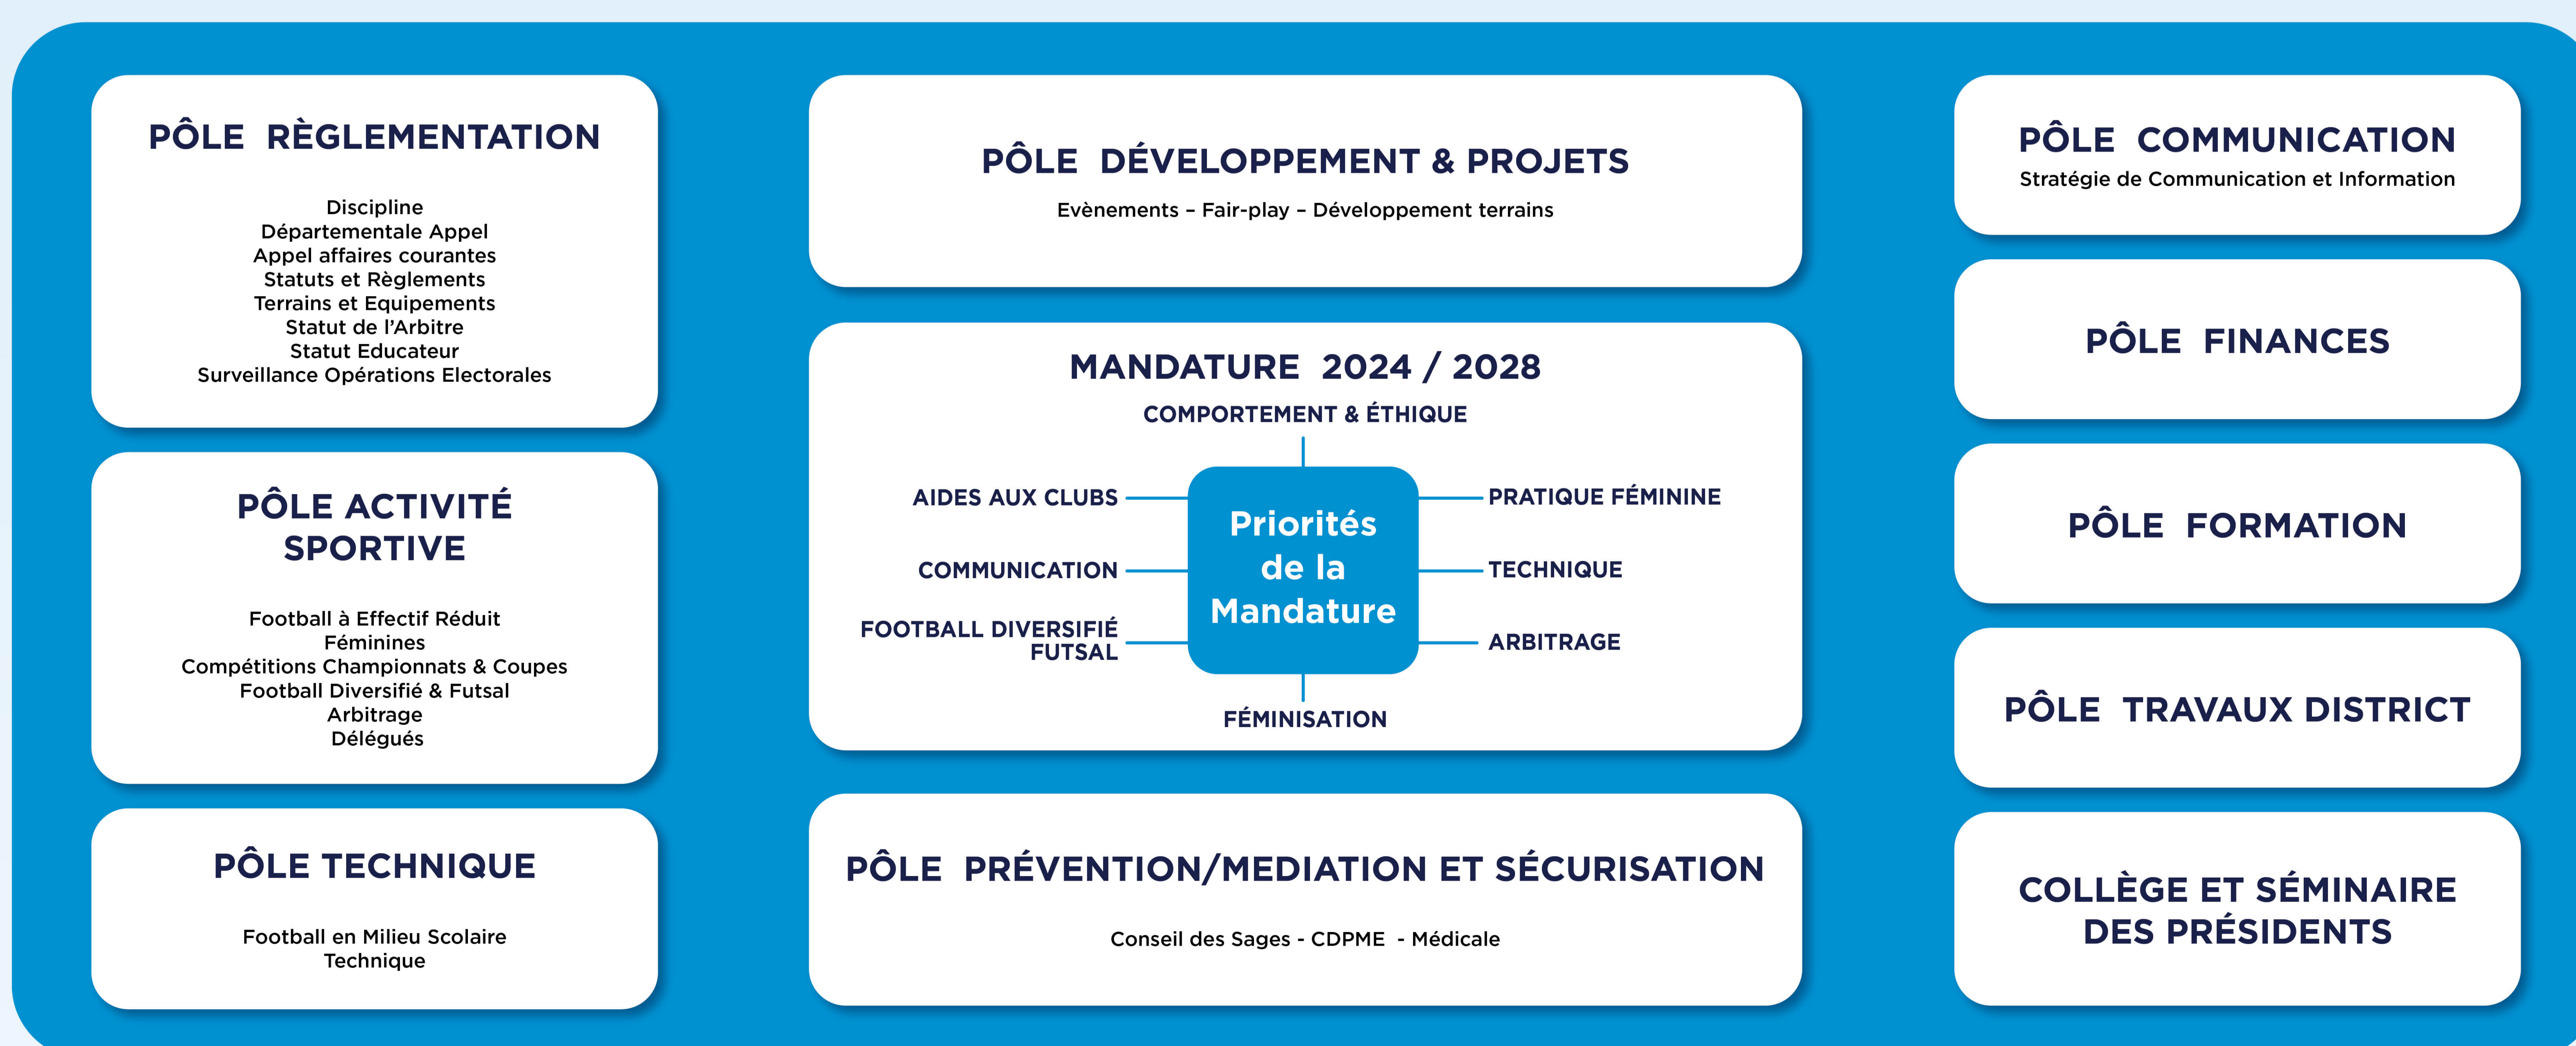 PÔLE RÈGLEMENTATION
Discipline
Départementale Appel
Appel affaires courantes
Statuts et Règlements
Terrains et Equipements
Statut de l’Arbitre
Statut Educateur
Surveillance Opérations Electorales
PÔLE ACTIVITÉ
SPORTIVE
Football à Effectif Réduit
Féminines
Compétitions Championnats & Coupes
Football Diversifié & Futsal
Arbitrage
Délégués
PÔLE TECHNIQUE
Football en Milieu Scolaire
Technique
PÔLE DÉVELOPPEMENT & PROJETS
Evènements – Fair-play – Développement terrains
MANDATURE 2024 / 2028
COMPORTEMENT & ÉTHIQUE
AIDES AUX CLUBS
COMMUNICATION
FOOTBALL DIVERSIFIÉ
FUTSAL
Priorités
de la
Mandature
PRATIQUE FÉMININE
TECHNIQUE
ARBITRAGE
FÉMINISATION
PÔLE PRÉVENTION/MEDIATION ET SÉCURISATION
Conseil des Sages - CDPME - Médicale
PÔLE COMMUNICATION
Stratégie de Communication et Information
PÔLE FINANCES
PÔLE FORMATION
PÔLE TRAVAUX DISTRICT
COLLÈGE ET SÉMINAIRE
DES PRÉSIDENTS